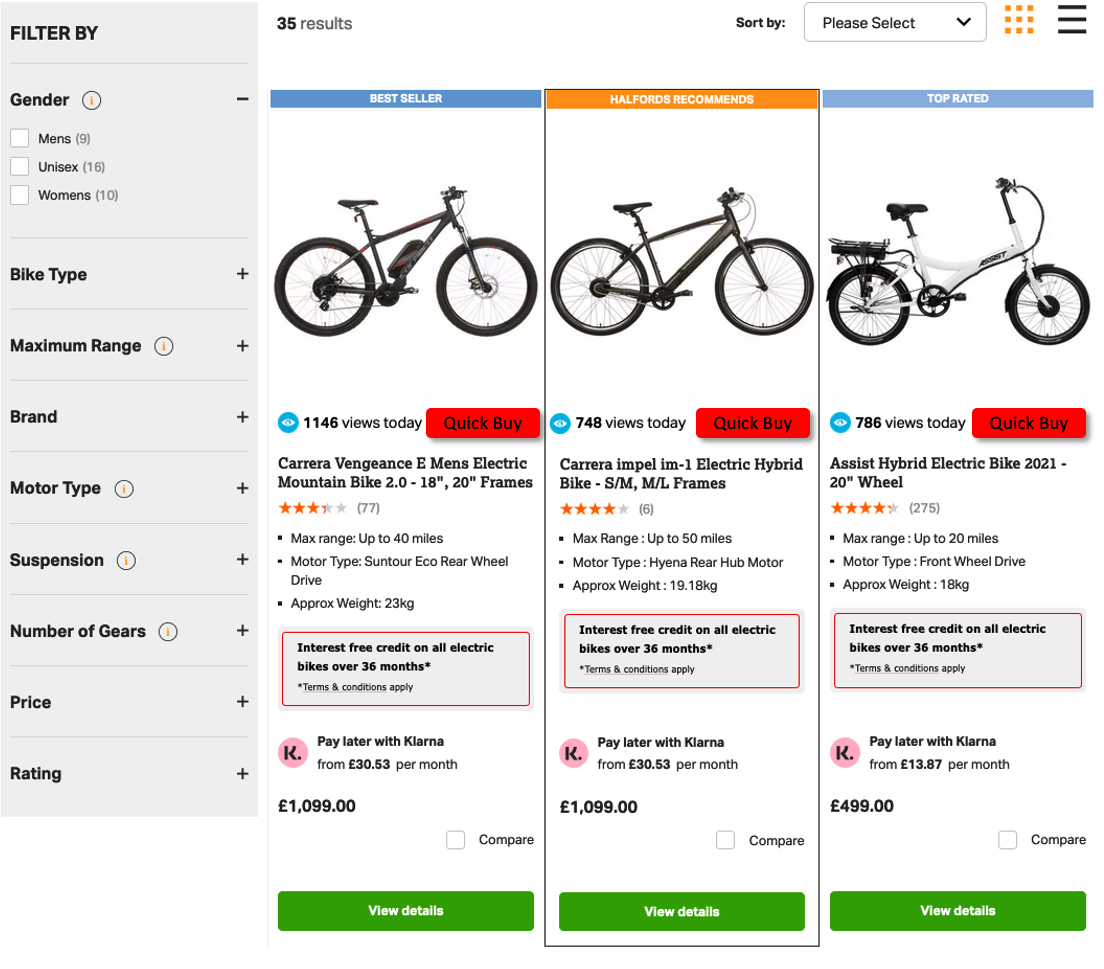 FILTER BY
Gender i
Mens (9)
Unisex (16)
Womens (10)
Bike Type
Maximum Range i
Brand
Motor Type i
Suspension i
Number of Gears i
Price
Rating
35 results
Sort by:
Please Select
BEST SELLER
1146 views today
Quick Buy
Carrera Vengeance E Mens Electric
Mountain Bike 2.0 - 18", 20" Frames
(77)
Max range: Up to 40 miles
Motor Type: Suntour Eco Rear Wheel
Drive
Approx Weight: 23kg
Interest free credit on all electric
bikes over 36 months*
*Terms & conditions apply
K.
Pay later with Klarna
from £30.53 per month
£1,099.00
Compare
View details
HALFORDS RECOMMENDS
748 views today
Quick Buy
Carrera impel im-1 Electric Hybrid
Bike - S/M, M/L Frames
(6)
Max Range : Up to 50 miles
Motor Type : Hyena Rear Hub Motor
Approx Weight : 19.18kg
Interest free credit on all electric
bikes over 36 months*
*Terms & conditions apply
K.
Pay later with Klarna
from £30.53 per month
£1,099.00
Compare
View details
TOP RATED
ASSIST
786 views today
Quick Buy
Assist Hybrid Electric Bike 2021 -
20" Wheel
(275)
Max range : Up to 20 miles
Motor Type : Front Wheel Drive
Approx Weight : 18kg
Interest free credit on all electric
bikes over 36 months*
*Terms & conditions apply
K.
Pay later with Klarna
from £13.87 per month
£499.00
Compare
View details